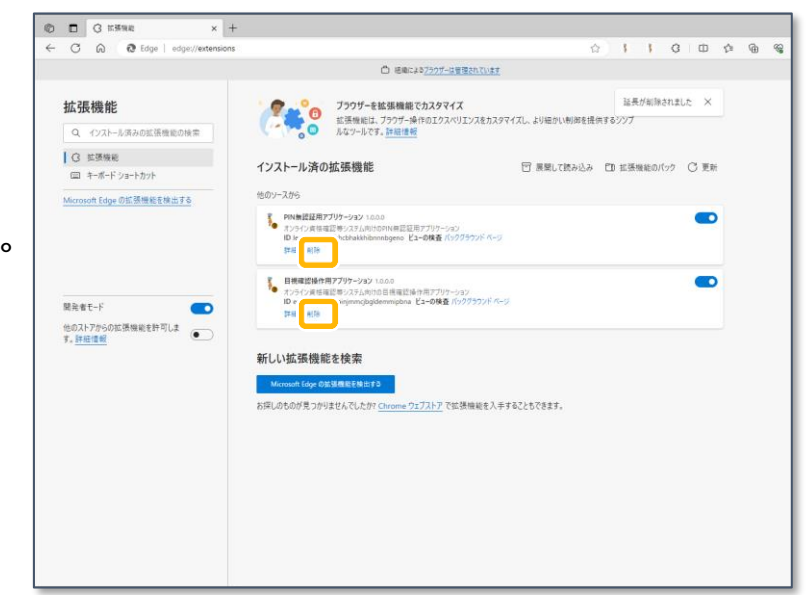 拡張機能
Edge | edge://extensions
組織によるブラウザーは管理されています
拡張機能
インストール済みの拡張機能の検索
拡張機能
キーボード ショートカット
Microsoft Edge の拡張機能を検出する
。
開発者モード
他のストアからの拡張機能を許可しま
す。詳細情報
ブラウザーを拡張機能でカスタマイズ
拡張機能は、ブラウザー操作のエクスペリエンスをカスタマイズし、より細かい制御を提供するシンプ
ルなツールです。詳細情報
延長が削除されました
インストール済の拡張機能
展開して読み込み 拡張機能のパック 更新
他のソースから
PIN無認証用アプリケーション 1.0.0.0
オンライン資格確認等システム向けのPIN無認証用アプリケーション
ID ビューの検査 バックグラウンド ページ
詳細 削除
目視確認操作用アプリケーション 1.0.0.0
オンライン資格確認等システム向けの目視確認操作用アプリケーション
ID ビューの検査 バックグラウンド ページ
詳細 削除
新しい拡張機能を検索
Microsoft Edge の拡張機能を検出する
お探しのものが見つかりませんでしたか? Chrome ウェブストア で拡張機能を入手することもできます。